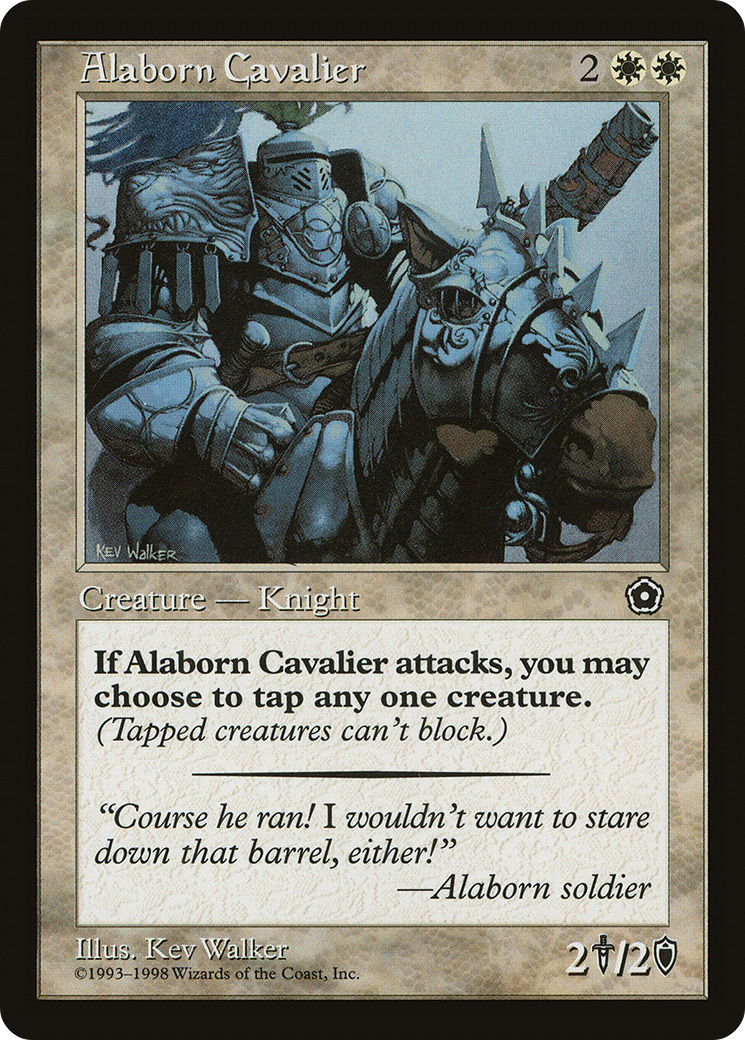 Alaborn Cavalier 2
KEV WALKER
Creature — Knight
If Alaborn Cavalier attacks, you may
choose to tap any one creature.
(Tapped creatures can't block.)
“Course he ran! I wouldn't want to stare
down that barrel, either!”
—Alaborn soldier
Illus. Kev Walker
2/2
©1993–1998 Wizards of the Coast, Inc.